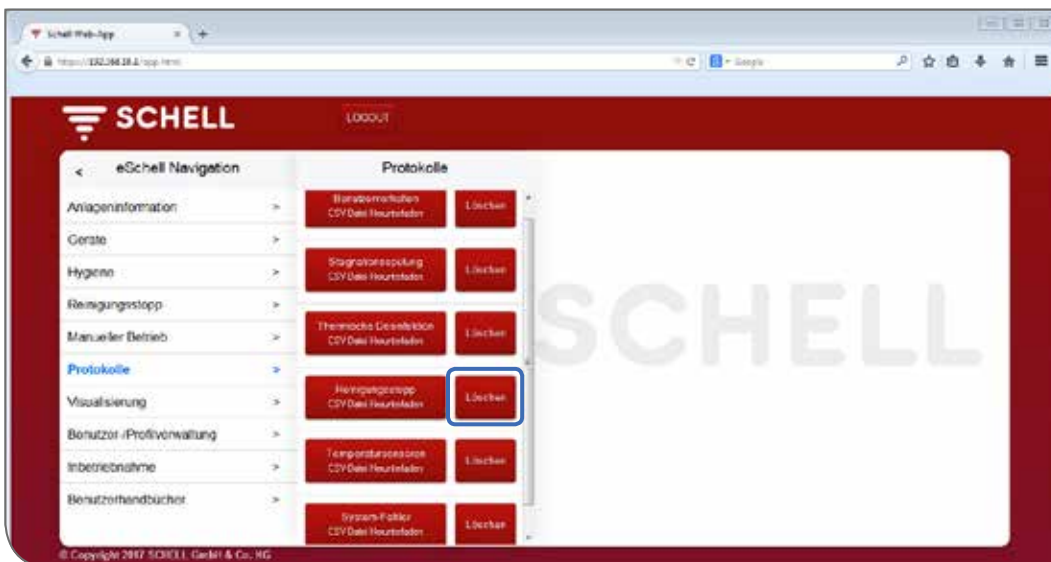 Schell Web-App
Google
SCHELL
LOGOUT
< eSchell Navigation
Protokolle
Anlageninformation >
Geräte >
Hygiene >
Reinigungsstopp >
Manueller Betrieb >
Protokolle >
Visualisierung >
Benutzer-/Profilverwaltung >
Inbetriebnahme >
Benutzerhandbücher >
Benutzerverhalten
CSV Datei Herunterladen
Löschen
Stagnationsspülung
CSV Datei Herunterladen
Löschen
Thermische Desinfektion
CSV Datei Herunterladen
Löschen
Reinigungsstopp
CSV Datei Herunterladen
Löschen
Temperatursensoren
CSV Datei Herunterladen
Löschen
System-Fehler
CSV Datei Herunterladen
Löschen
SCHELL
© Copyright 2017 SCHELL GmbH & Co. KG